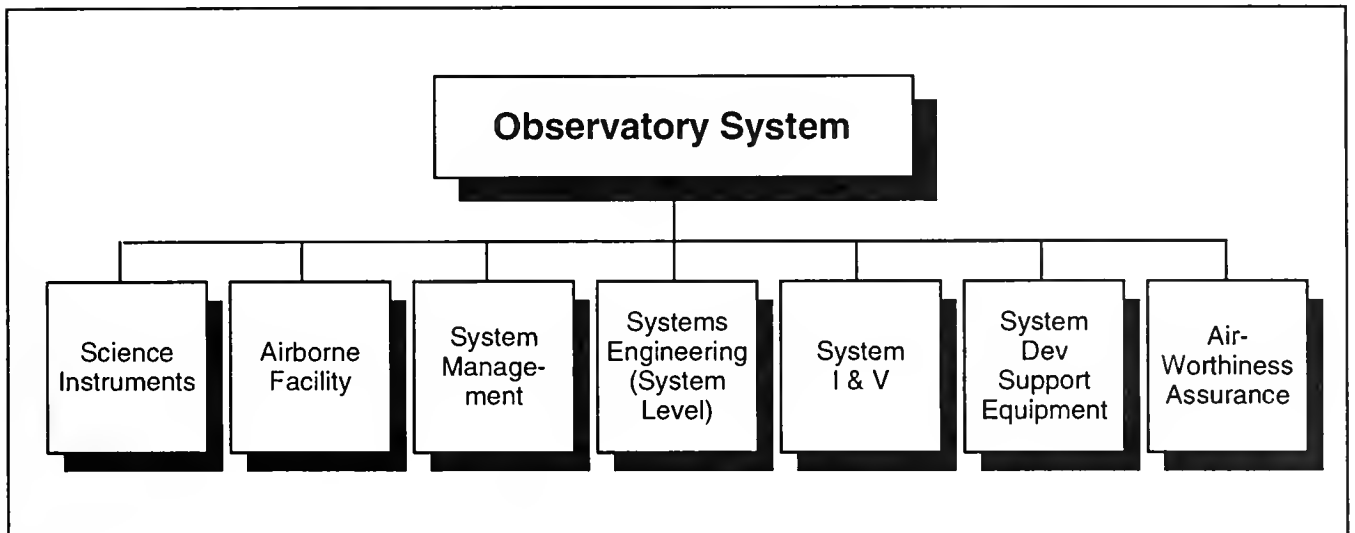 Observatory System
Science
Instruments
Airborne
Facility
System
Manage-
ment
Systems
Engineering
(System
Level)
System
I & V
System
Dev
Support
Equipment
Air-
Worthiness
Assurance